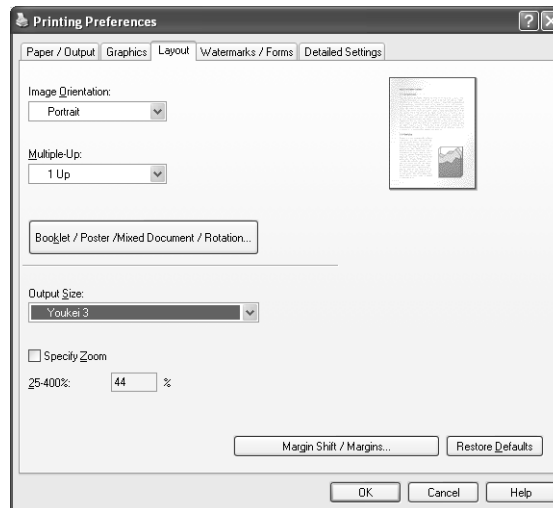 Printing Preferences
Paper / Output Graphics Layout Watermarks / Forms Detailed Settings
Image Orientation:
Portrait
Multiple-Up:
1 Up
Booklet / Poster /Mixed Document / Rotation...
Output Size:
Youkei 3
Specify Zoom
25-400%: 44 %
Margin Shift / Margins... Restore Defaults
OK Cancel Help